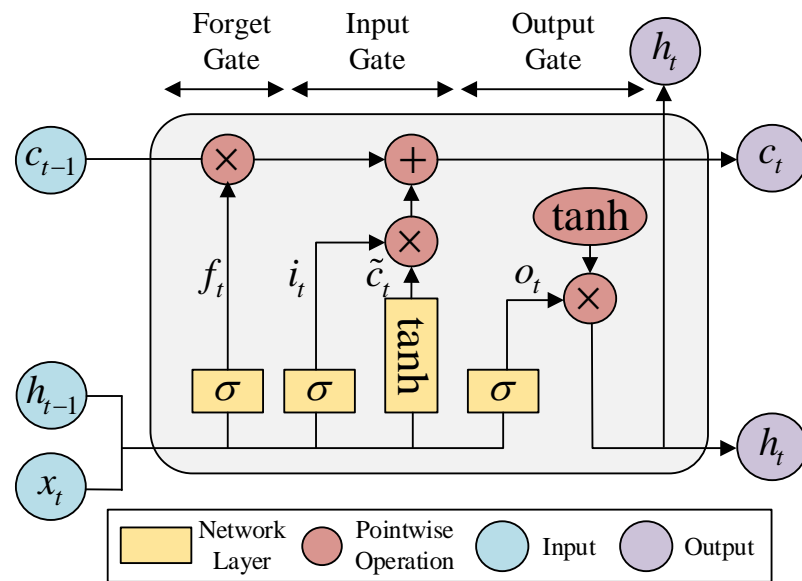 Forget
Gate
Input
Gate
Output
Gate
h_t
c_{t-1}
×
+
c_t
tanh
×
f_t
i_t
c̃_t
o_t
×
tanh
σ
σ
σ
h_{t-1}
x_t
h_t
Network
Layer
Pointwise
Operation
Input
Output